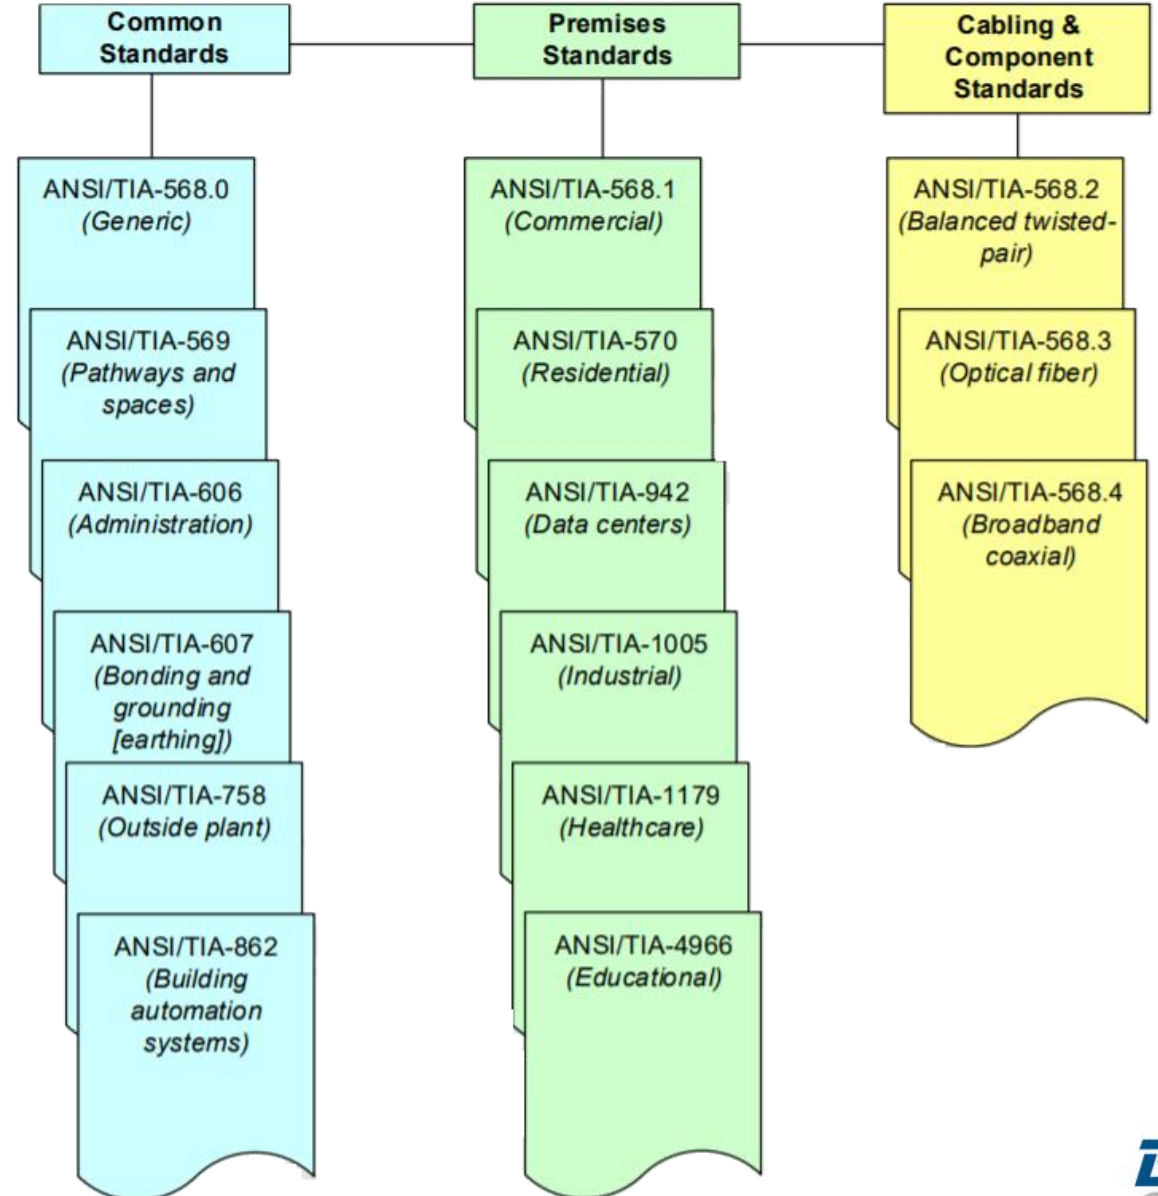 Common
Standards
ANSI/TIA-568.0
(Generic)
ANSI/TIA-569
(Pathways and
spaces)
ANSI/TIA-606
(Administration)
ANSI/TIA-607
(Bonding and
grounding
[earthing])
ANSI/TIA-758
(Outside plant)
ANSI/TIA-862
(Building
automation
systems)
Premises
Standards
ANSI/TIA-568.1
(Commercial)
ANSI/TIA-570
(Residential)
ANSI/TIA-942
(Data centers)
ANSI/TIA-1005
(Industrial)
ANSI/TIA-1179
(Healthcare)
ANSI/TIA-4966
(Educational)
Cabling &
Component
Standards
ANSI/TIA-568.2
(Balanced twisted-
pair)
ANSI/TIA-568.3
(Optical fiber)
ANSI/TIA-568.4
(Broadband
coaxial)